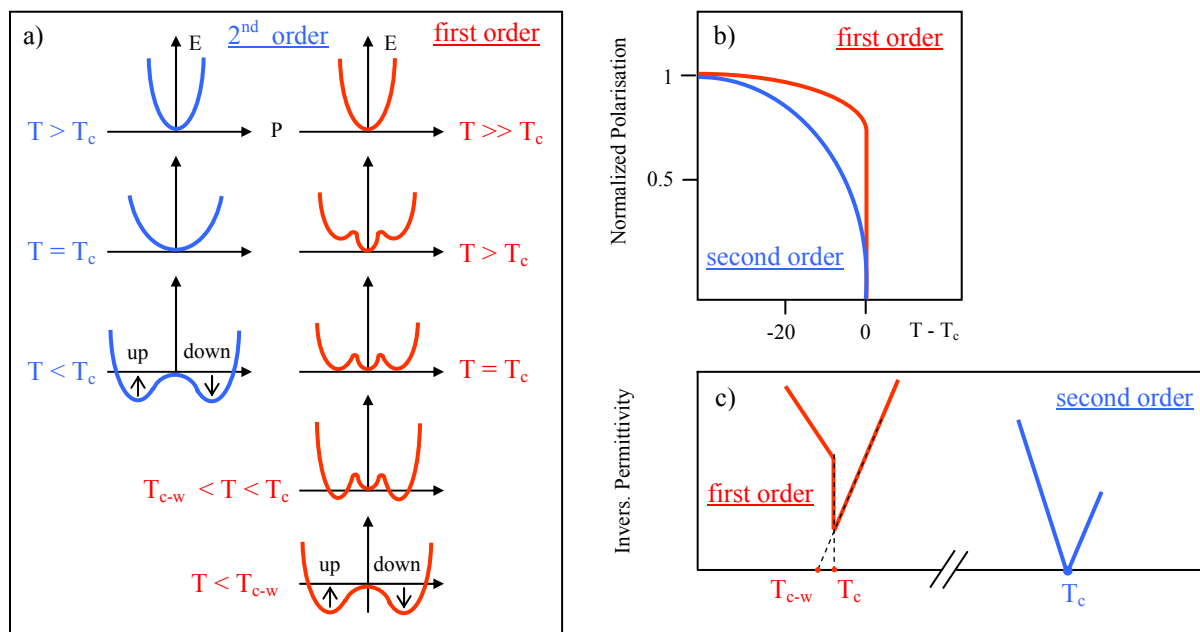 a)
E
2nd order
E
first order
T > Tc
P
T >> Tc
T = Tc
T > Tc
T < Tc
up
down
T = Tc
Tc-w < T < Tc
T < Tc-w
up
down
b)
first order
Normalized Polarisation
1
0.5
second order
-20
0
T - Tc
c)
second order
Invers. Permittivity
first order
Tc-w
Tc
Tc